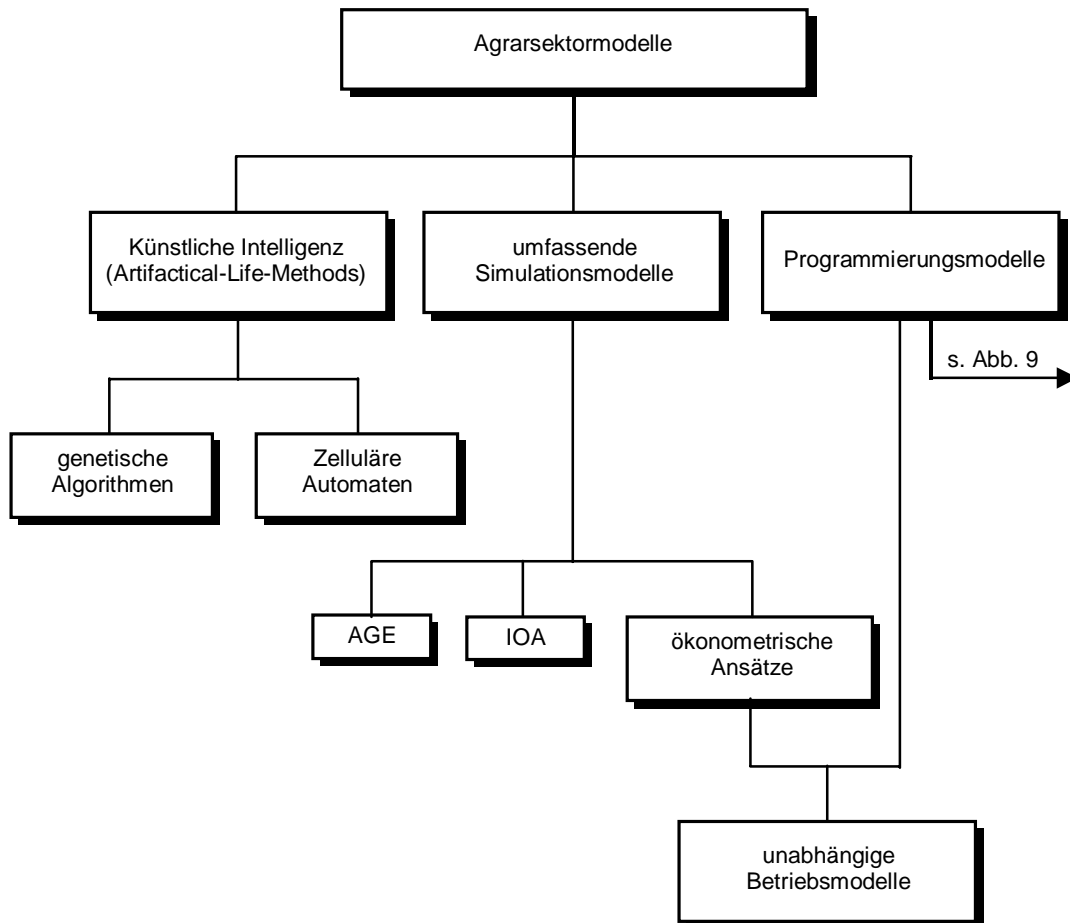 Agrarsektormodelle
Künstliche Intelligenz
(Artifactical-Life-Methods)
umfassende
Simulationsmodelle
Programmierungsmodelle
s. Abb. 9
genetische
Algorithmen
Zelluläre
Automaten
AGE
IOA
ökonometrische
Ansätze
unabhängige
Betriebsmodelle